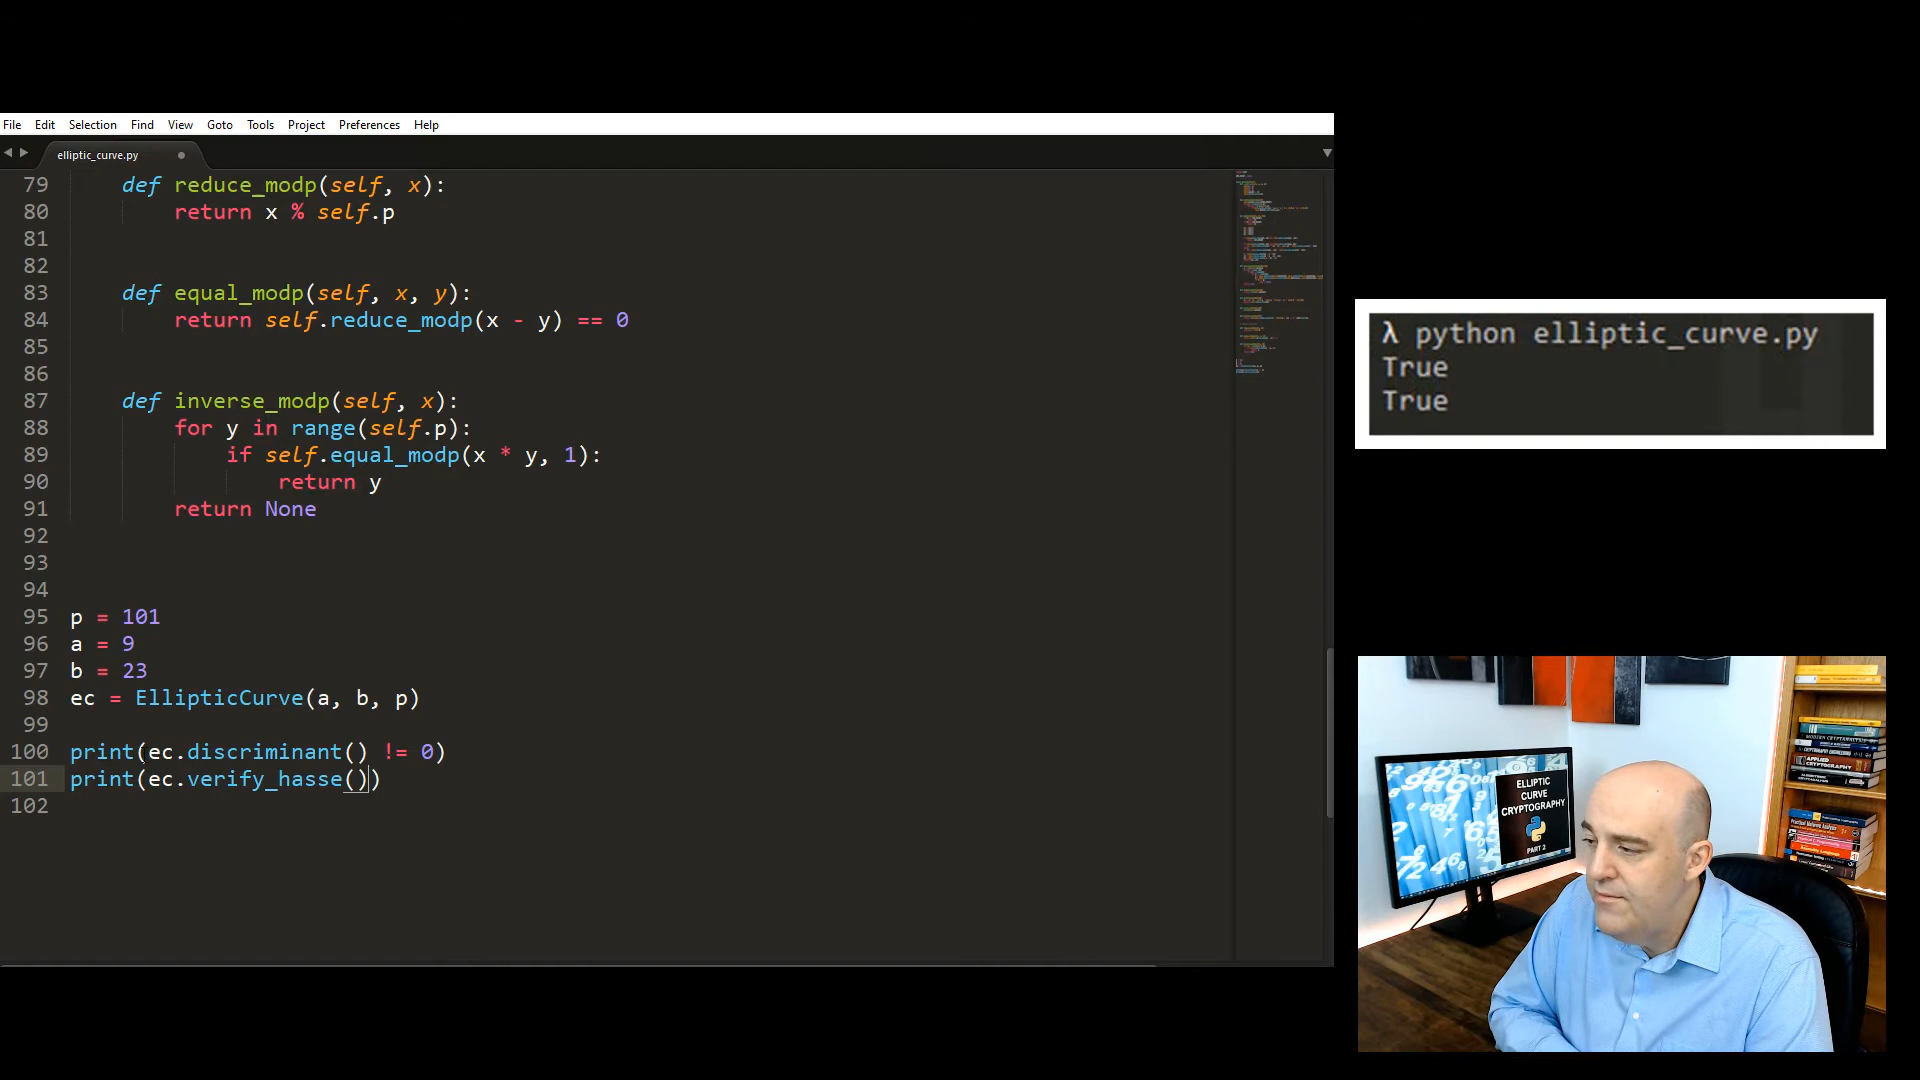 File Edit Selection Find View Goto Tools Project Preferences Help
elliptic_curve.py
79 def reduce_modp(self, x):
80 return x % self.p
81
82
83 def equal_modp(self, x, y):
84 return self.reduce_modp(x - y) == 0
85
86
87 def inverse_modp(self, x):
88 for y in range(self.p):
89 if self.equal_modp(x * y, 1):
90 return y
91 return None
92
93
94
95 p = 101
96 a = 9
97 b = 23
98 ec = EllipticCurve(a, b, p)
99
100 print(ec.discriminant() != 0)
101 print(ec.verify_hasse())
102
λ python elliptic_curve.py
True
True
ELLIPTIC
CURVE
CRYPTOGRAPHY
PART 2